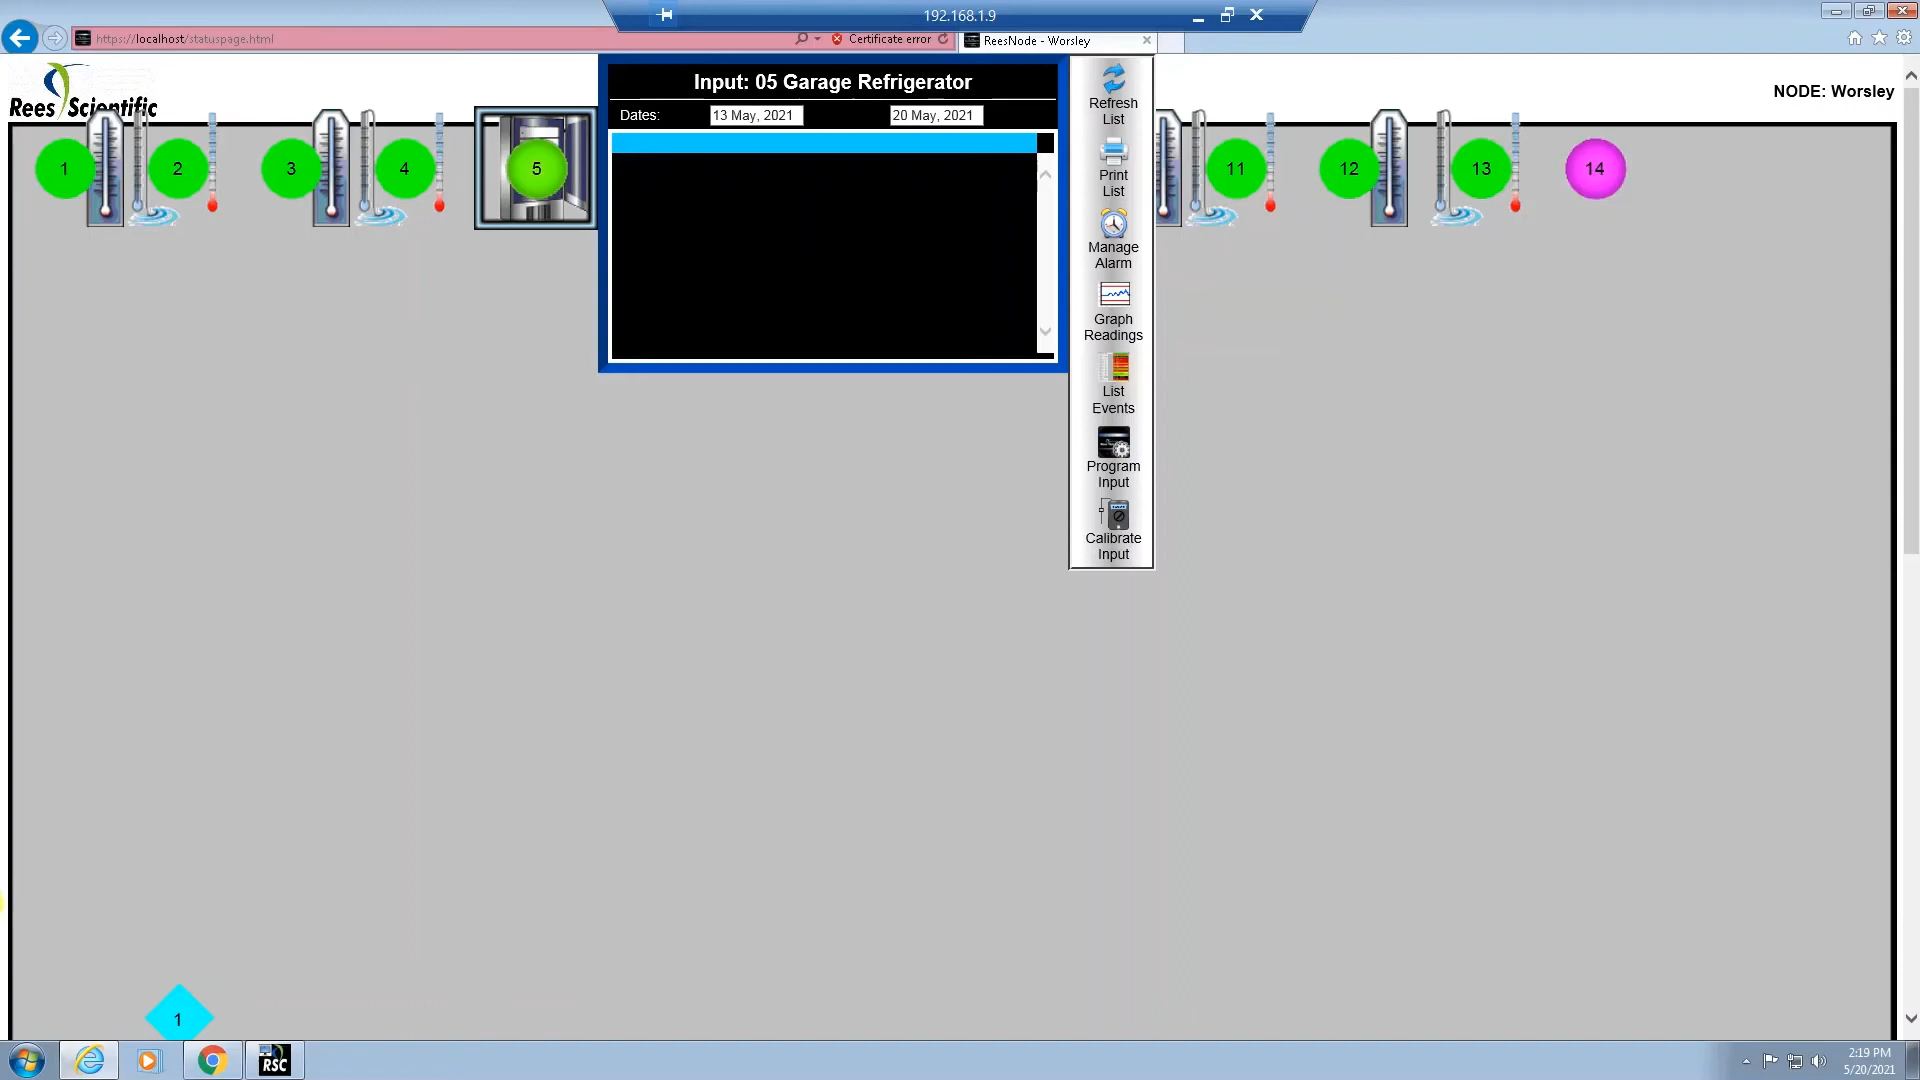 192.168.1.9
https://localhost/statuspage.html
Certificate error
ReesNode - Worsley
Rees Scientific
NODE: Worsley
Input: 05 Garage Refrigerator
Dates:
13 May, 2021
20 May, 2021
1
2
3
4
5
11
12
13
14
Refresh
List
Print
List
Manage
Alarm
Graph
Readings
List
Events
Program
Input
Calibrate
Input
1
RSC
2:19 PM
5/20/2021